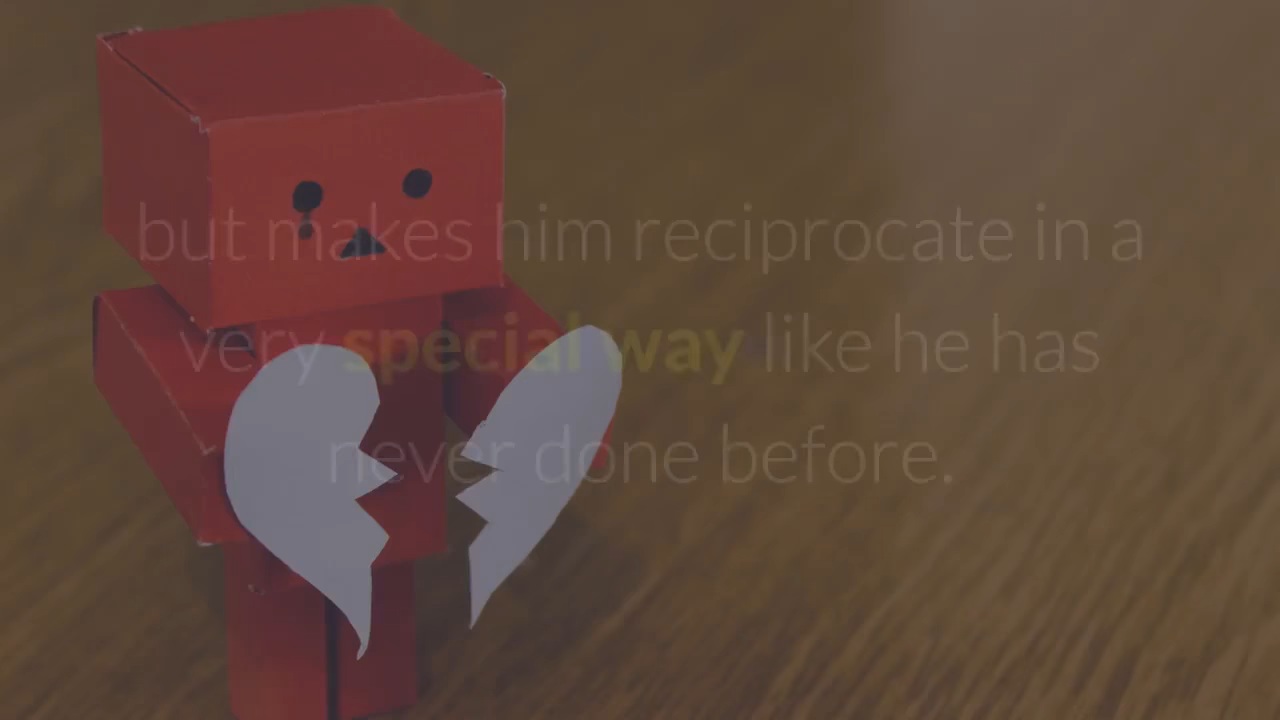 but makes him reciprocate in a
very special way like he has
never done before.